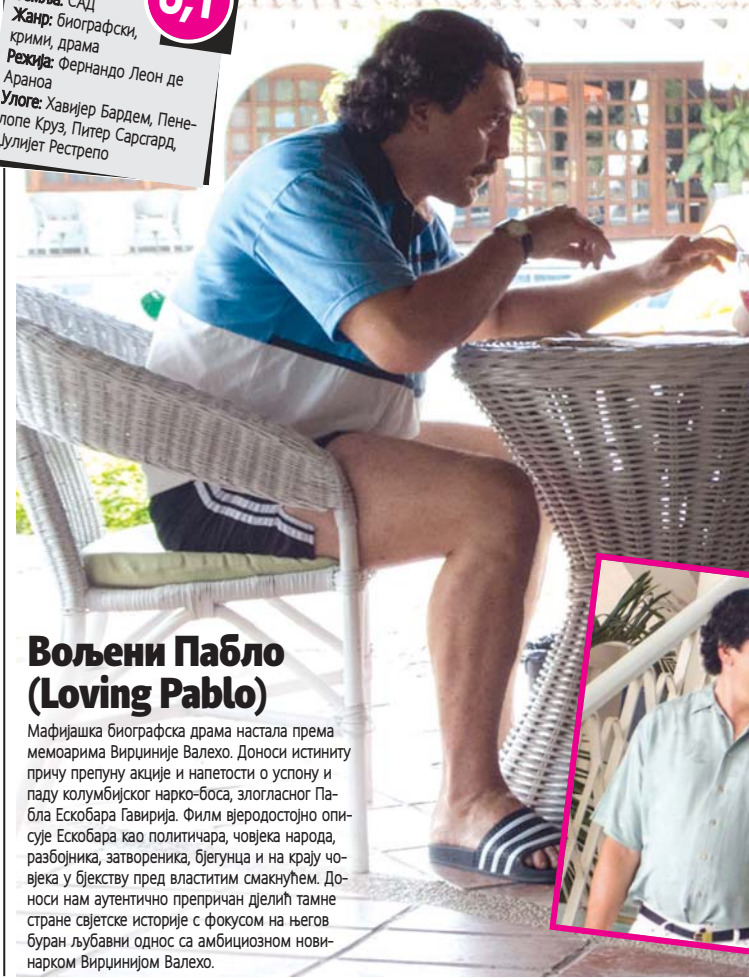 САД
Жанр: биографски,
крими, драма
Режија: Фернандо Леон де
Араноа
Улоге: Хавијер Бардем, Пене-
лопе Круз, Питер Сарсгард,
Јулијет Рестрепо
Вољени Пабло
(Loving Pablo)
Мафијашка биографска драма настала према
мемоарима Вирџиније Валехо. Доноси истиниту
причу препуну акције и напетости о успону и
паду колумбијског нарко-боса, злогласног Па-
бла Ескобара Гавирија. Филм вјеродостојно опи-
сује Ескобара као политичара, човјека народа,
разбојника, затвореника, бјегунца и на крају чо-
вјека у бјекству пред властитим смакнућем. До-
носи нам аутентично препричан дјелић тамне
стране свјетске историје с фокусом на његов
буран љубавни однос са амбициозном нови-
нарком Вирџинијом Валехо.